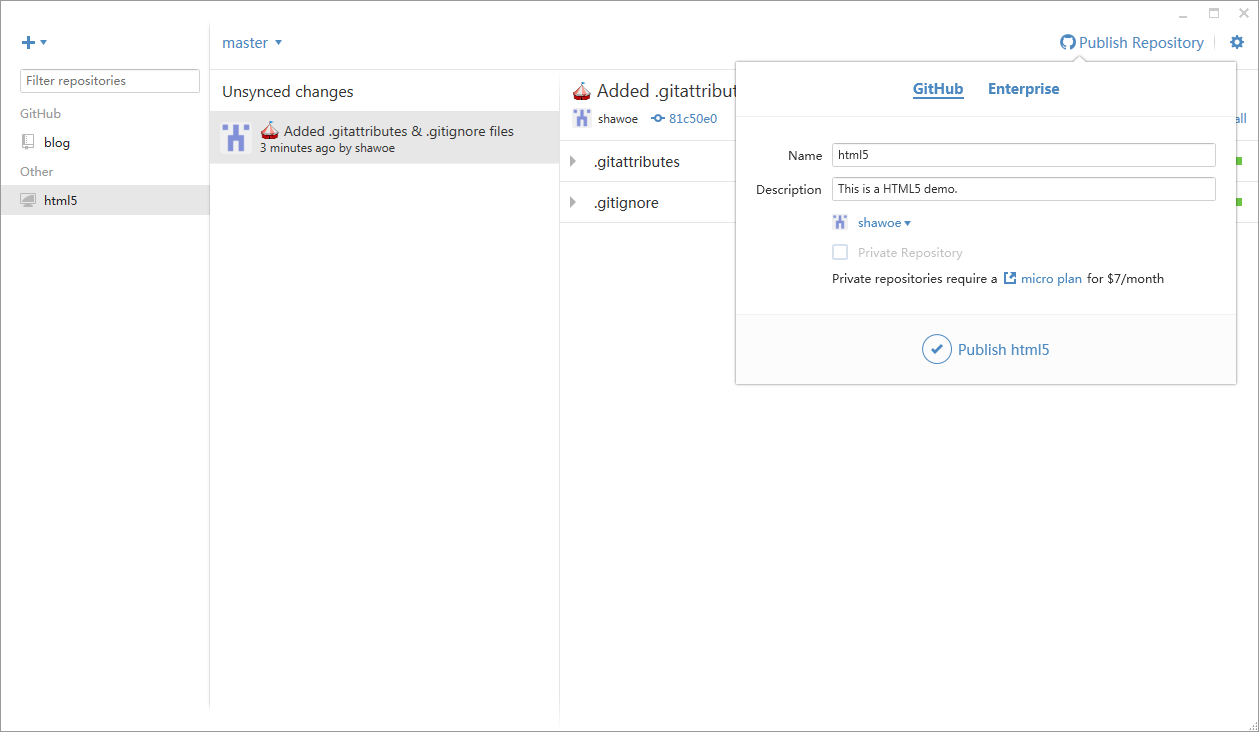 master
Publish Repository
Filter repositories
GitHub
blog
Other
html5
Unsynced changes
Added .gitattributes & .gitignore files
3 minutes ago by shawoe
Added .gitattribut
shawoe 81c50e0
all
.gitattributes
.gitignore
GitHub Enterprise
Name html5
Description This is a HTML5 demo.
shawoe
Private Repository
Private repositories require a micro plan for $7/month
Publish html5